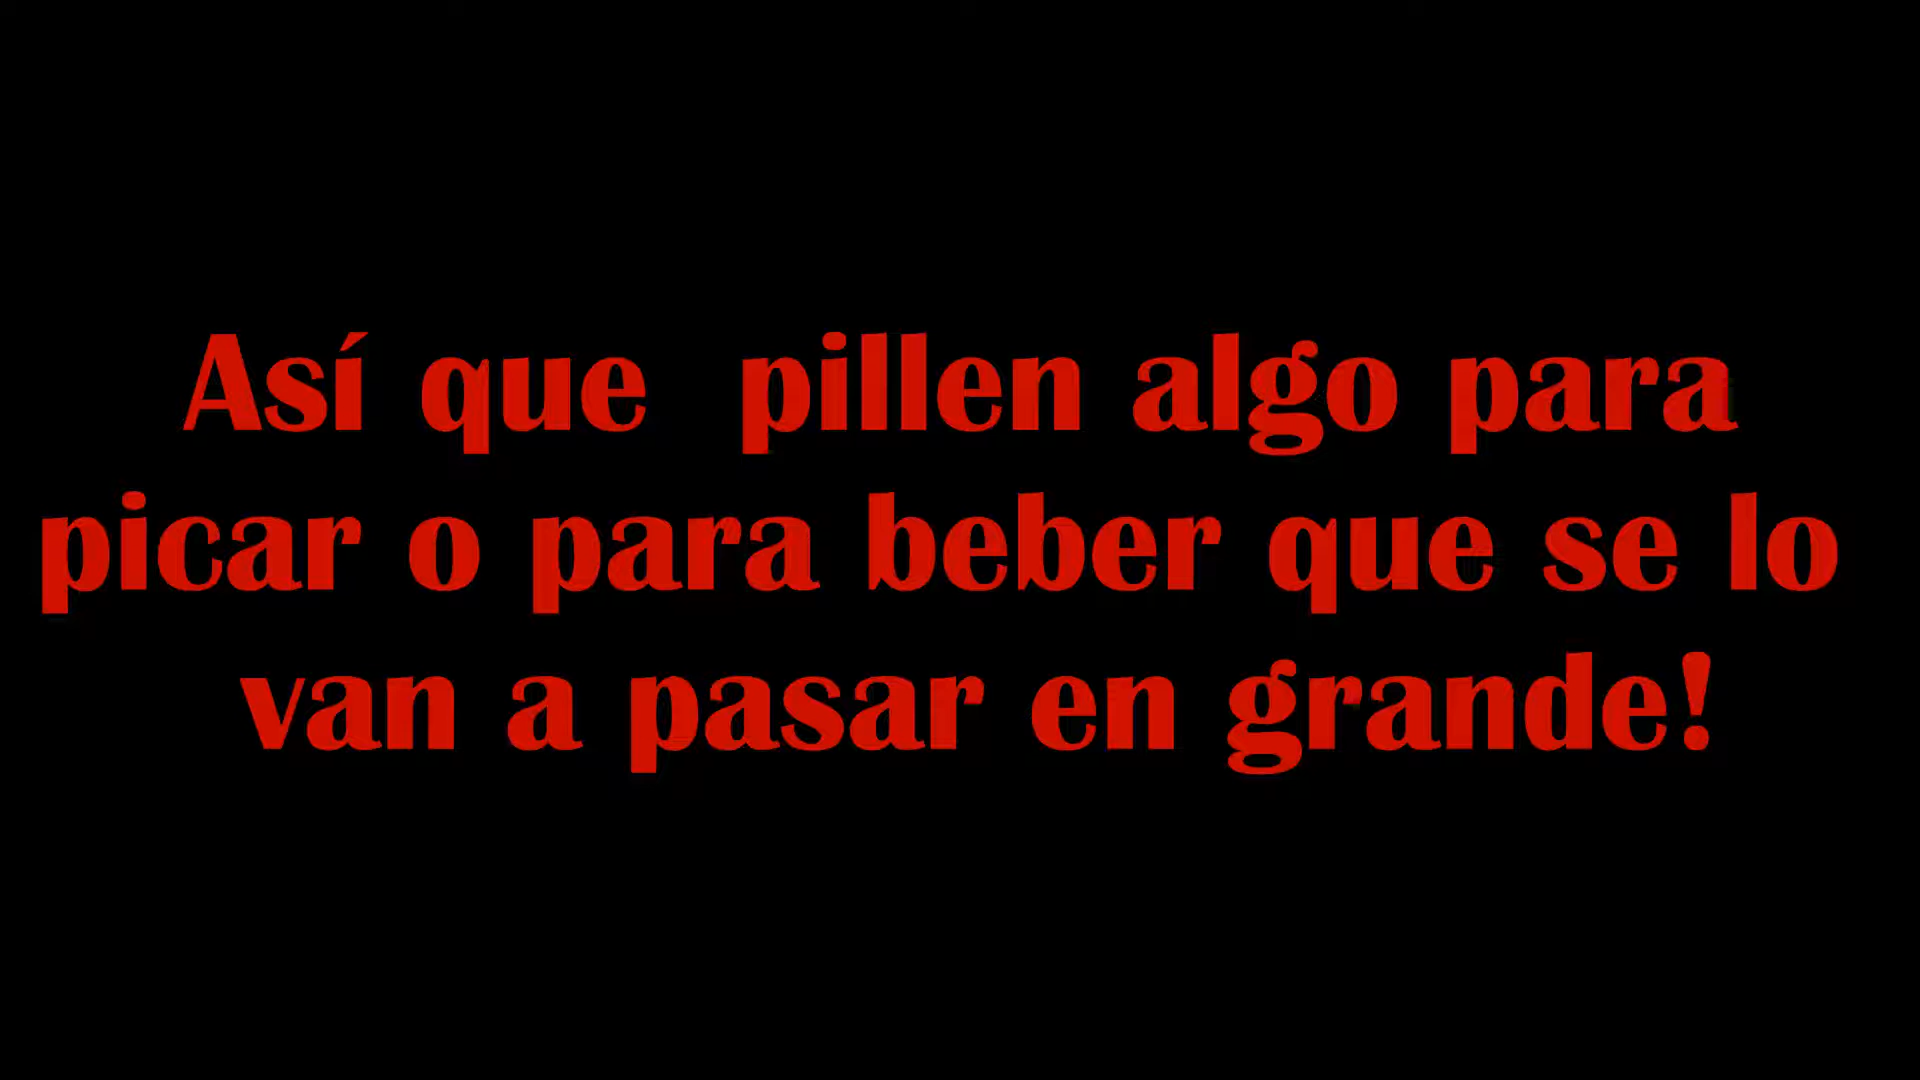 Así que  pillen algo para
picar o para beber que se lo
van a pasar en grande!